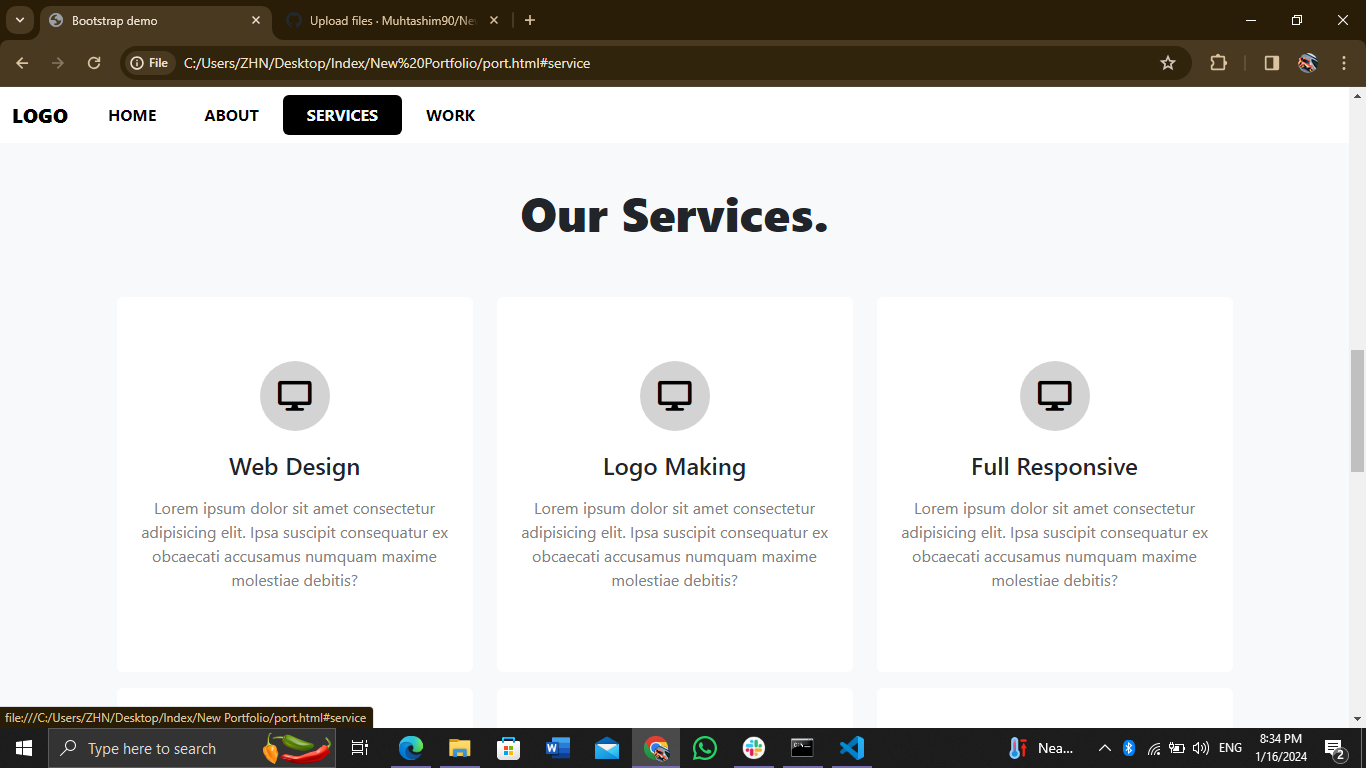 Bootstrap demo
Upload files · Muhtashim90/Ne
File
C:/Users/ZHN/Desktop/Index/New%20Portfolio/port.html#service
LOGO HOME ABOUT SERVICES WORK
Our Services.
Web Design
Lorem ipsum dolor sit amet consectetur
adipisicing elit. Ipsa suscipit consequatur ex
obcaecati accusamus numquam maxime
molestiae debitis?
Logo Making
Lorem ipsum dolor sit amet consectetur
adipisicing elit. Ipsa suscipit consequatur ex
obcaecati accusamus numquam maxime
molestiae debitis?
Full Responsive
Lorem ipsum dolor sit amet consectetur
adipisicing elit. Ipsa suscipit consequatur ex
obcaecati accusamus numquam maxime
molestiae debitis?
file:///C:/Users/ZHN/Desktop/Index/New Portfolio/port.html#service
Type here to search
Nea...
ENG
8:34 PM
1/16/2024
2